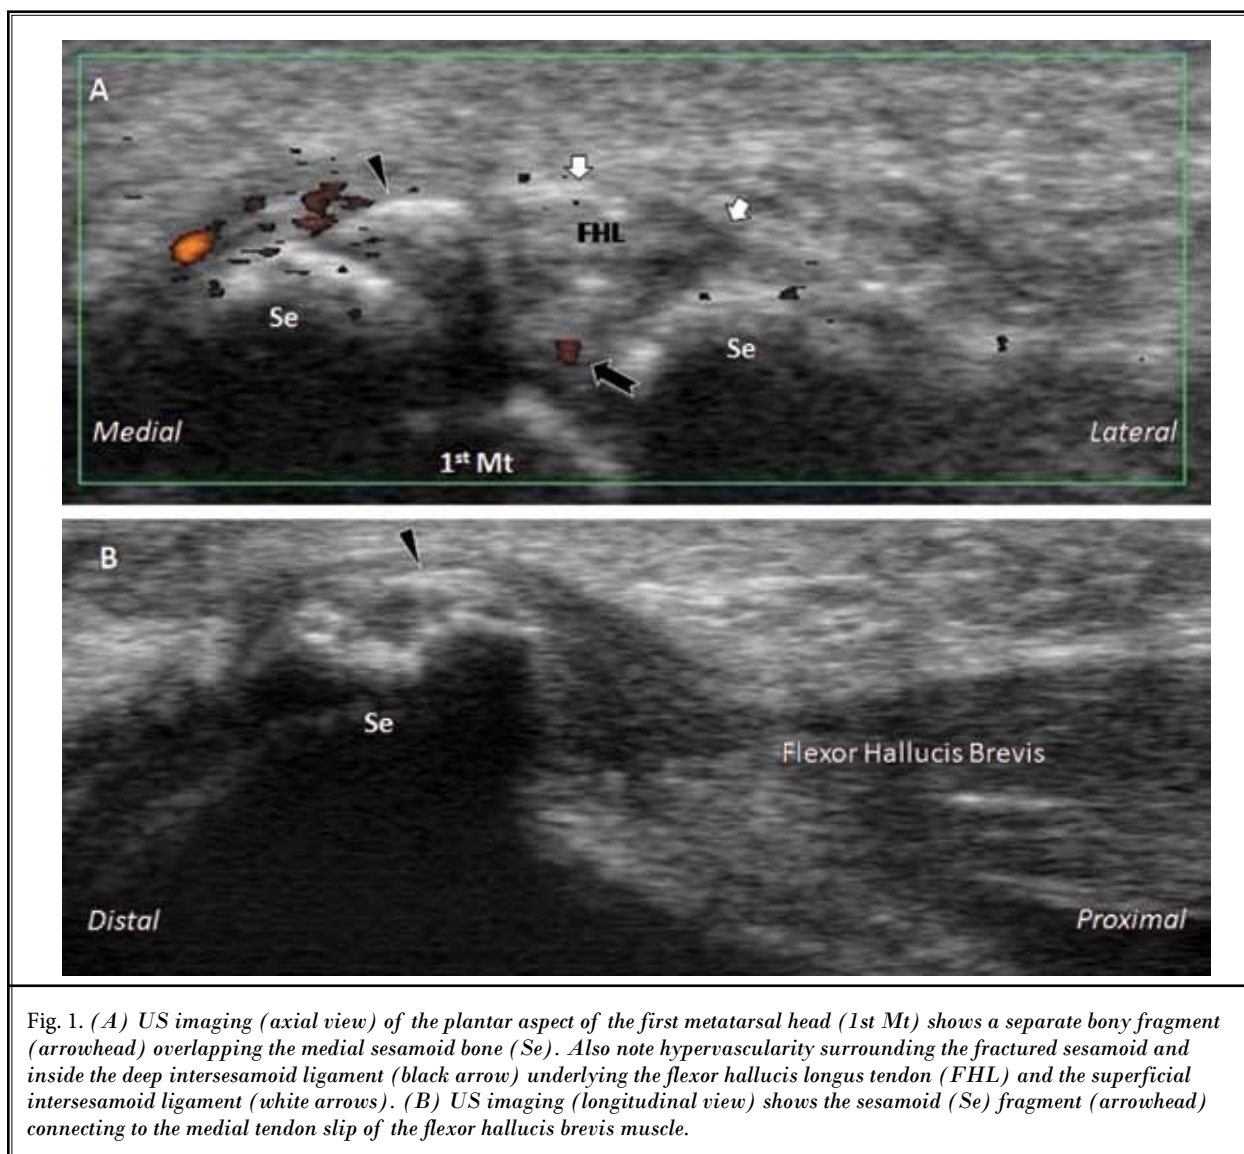 A
FHL
Se
Se
Medial
Lateral
1st Mt
B
Se
Flexor Hallucis Brevis
Distal
Proximal
Fig. 1. (A) US imaging (axial view) of the plantar aspect of the first metatarsal head (1st Mt) shows a separate bony fragment
(arrowhead) overlapping the medial sesamoid bone (Se). Also note hypervascularity surrounding the fractured sesamoid and
inside the deep intersesamoid ligament (black arrow) underlying the flexor hallucis longus tendon (FHL) and the superficial
intersesamoid ligament (white arrows). (B) US imaging (longitudinal view) shows the sesamoid (Se) fragment (arrowhead)
connecting to the medial tendon slip of the flexor hallucis brevis muscle.